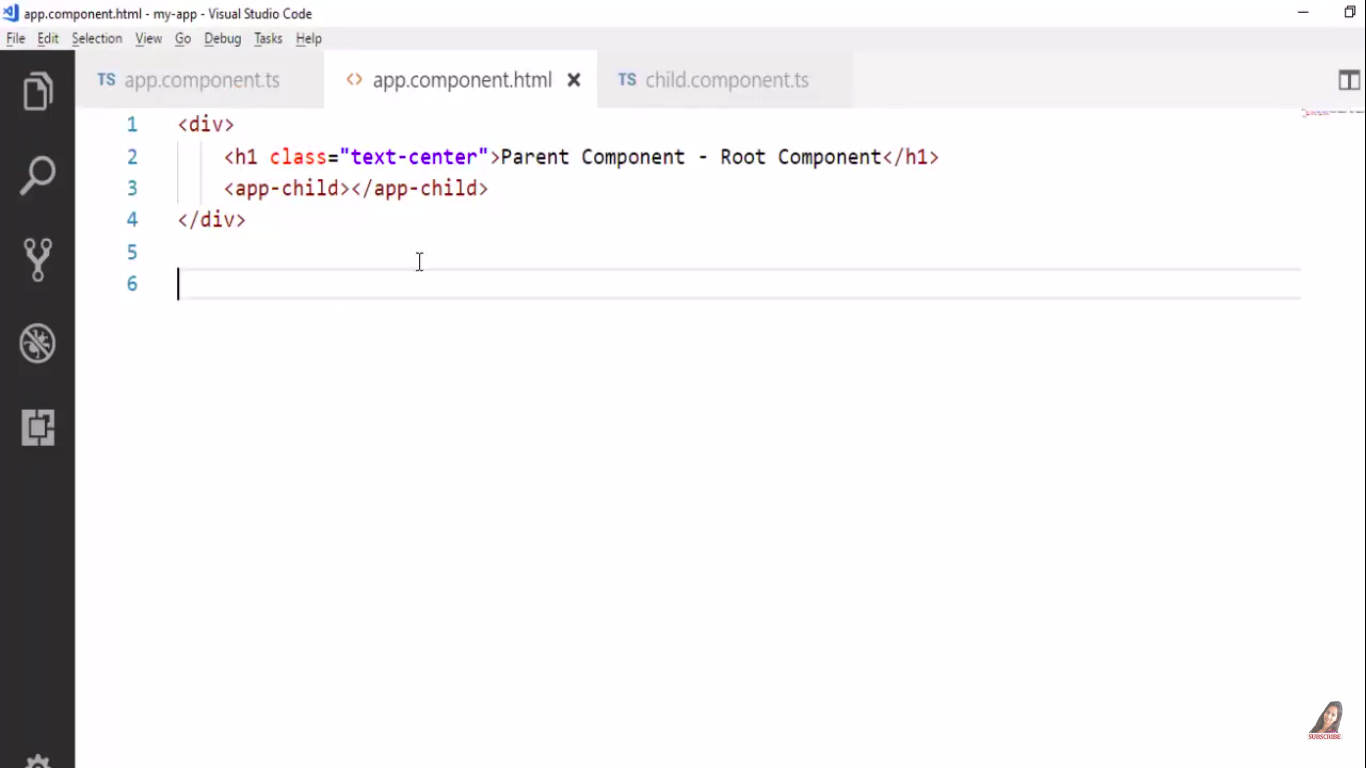 app.component.html - my-app - Visual Studio Code
File Edit Selection View Go Debug Tasks Help
TS app.component.ts <> app.component.html TS child.component.ts
1 <div>
2 <h1 class="text-center">Parent Component - Root Component</h1>
3 <app-child></app-child>
4 </div>
5
6
SUBSCRIBE